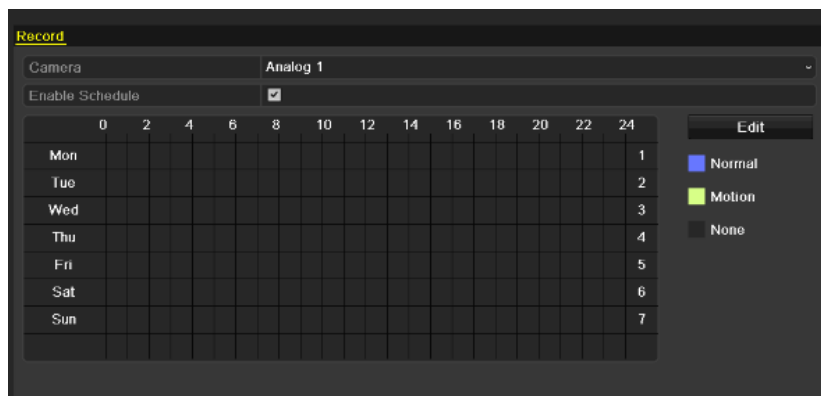 Record
Camera Analog 1
Enable Schedule
0 2 4 6 8 10 12 14 16 18 20 22 24
Edit
Mon 1
Normal
Tue 2
Motion
Wed 3
None
Thu 4
Fri 5
Sat 6
Sun 7